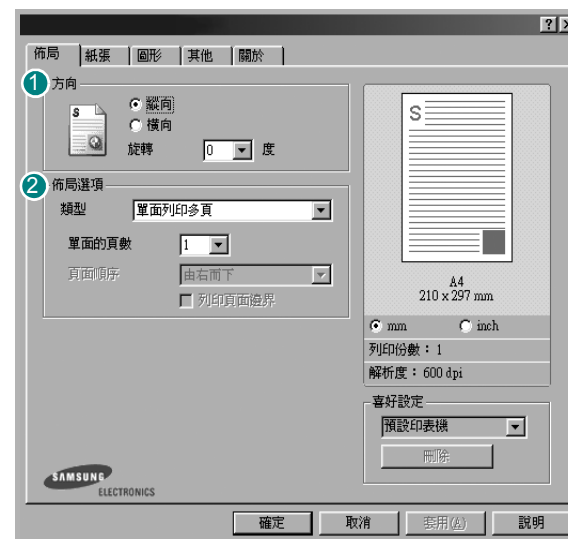 ? X
佈局 紙張 圖形 其他 關於
1 方向
縱向
橫向
旋轉 0 度
2 佈局選項
類型 單面列印多頁
單面的頁數 1
頁面順序 由右而下
列印頁面邊界
S
S
A4
210 x 297 mm
mm inch
列印份數：1
解析度：600 dpi
喜好設定
預設印表機
刪除
SAMSUNG
ELECTRONICS
確定 取消 套用(A) 說明